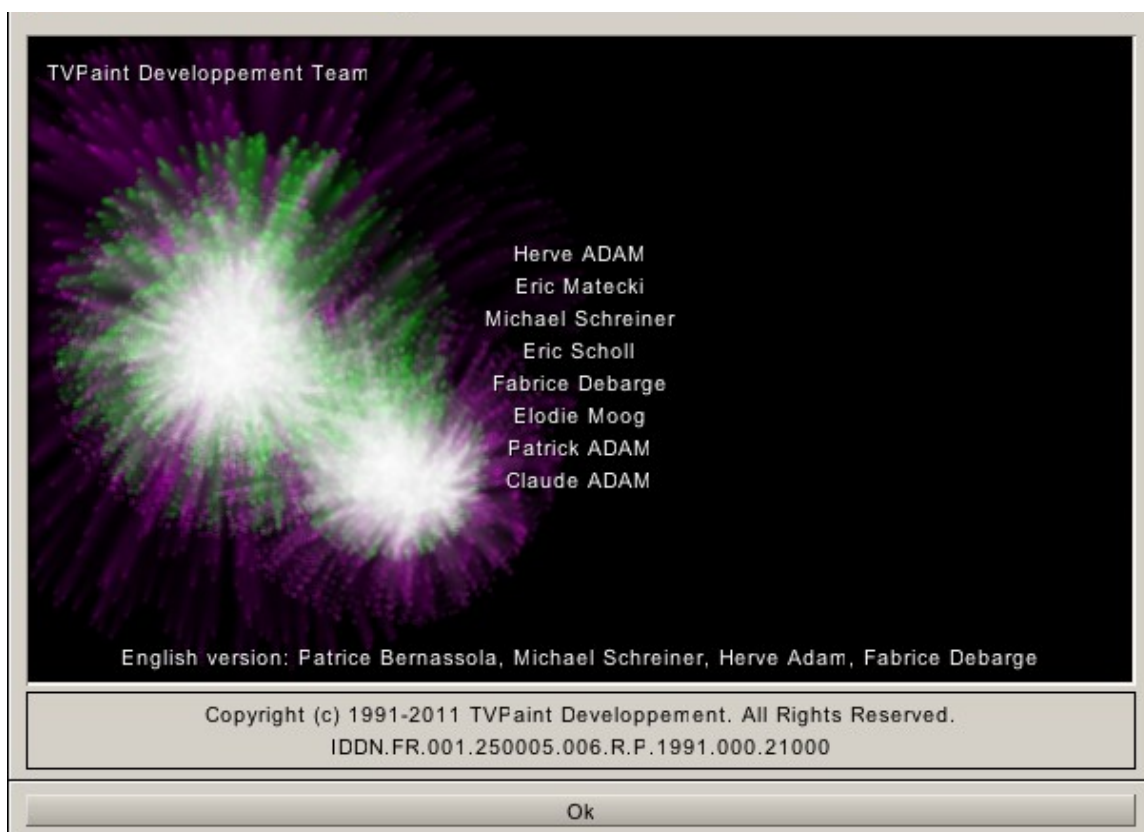 TVPaint Developpement Team
Herve ADAM
Eric Matecki
Michael Schreiner
Eric Scholl
Fabrice Debarge
Elodie Moog
Patrick ADAM
Claude ADAM
English version: Patrice Bernassola, Michael Schreiner, Herve Adam, Fabrice Debarge
Copyright (c) 1991-2011 TVPaint Developpement. All Rights Reserved.
IDDN.FR.001.250005.006.R.P.1991.000.21000
Ok